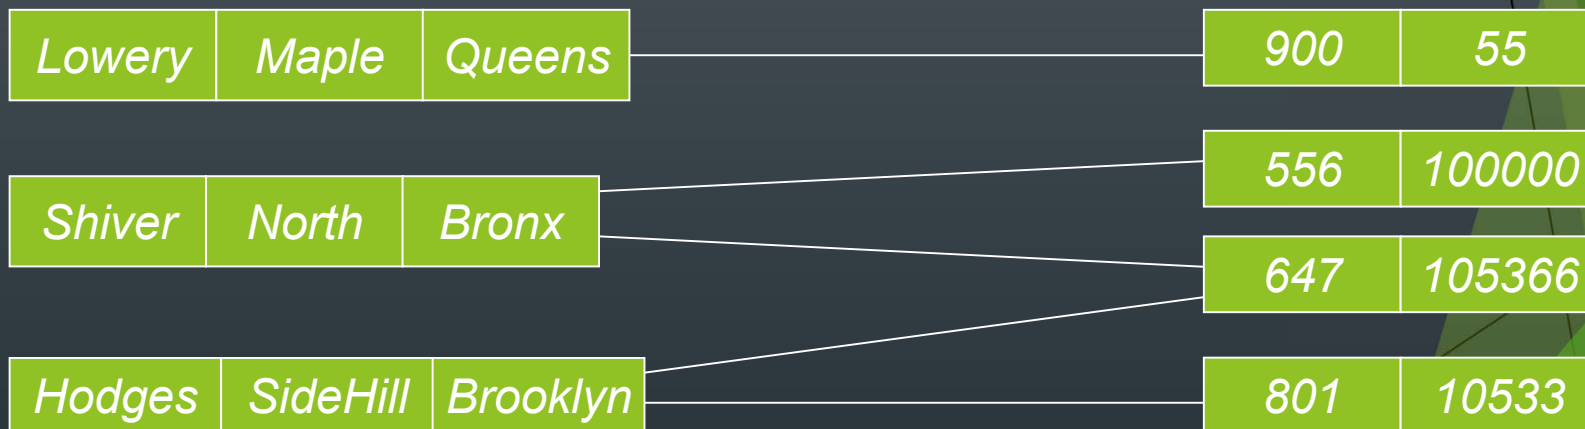 Lowery Maple Queens 900 55
556 100000
Shiver North Bronx
647 105366
Hodges SideHill Brooklyn 801 10533